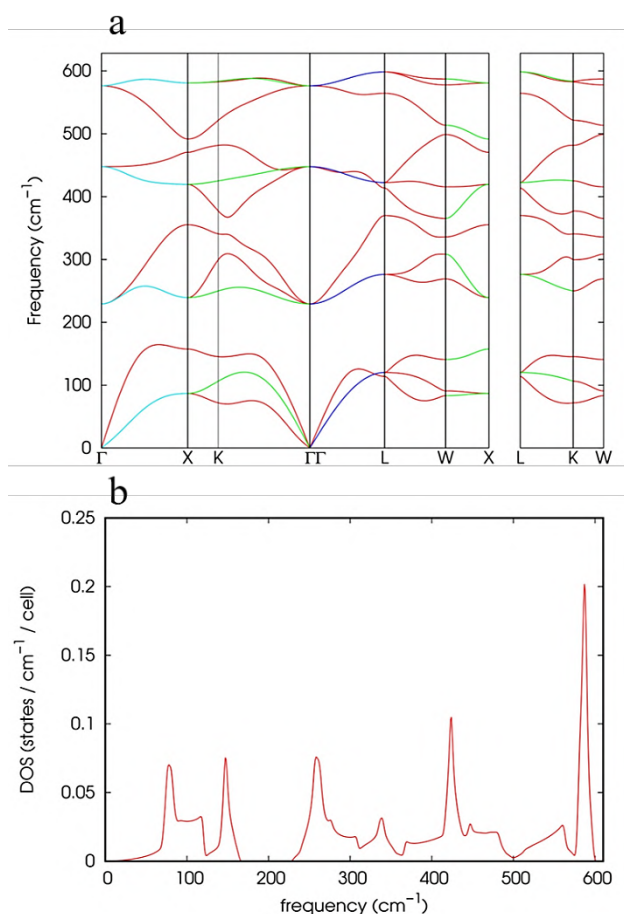 a
600
500
400
300
200
100
0
Frequency (cm⁻¹)
Γ X K ΓΓ L W X L K W
b
0.25
0.2
0.15
0.1
0.05
0
DOS (states / cm⁻¹ / cell)
0 100 200 300 400 500 600
frequency (cm⁻¹)